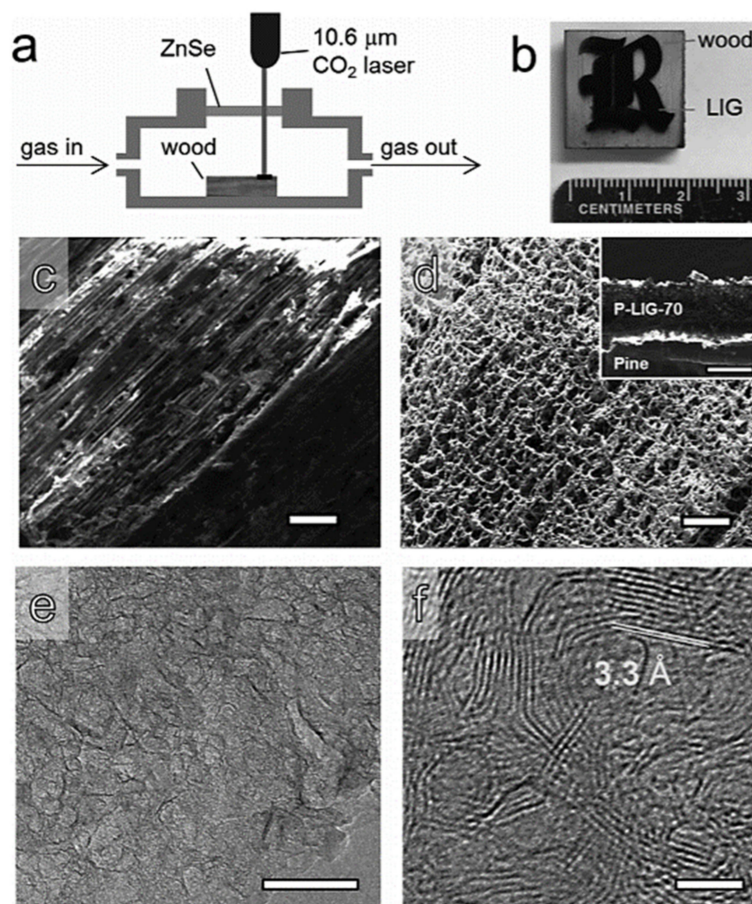 a
ZnSe
10.6 μm
CO₂ laser
gas in
wood
gas out
b
wood
LIG
1 2 3
CENTIMETERS
c
d
P-LIG-70
Pine
e
f
3.3 Å